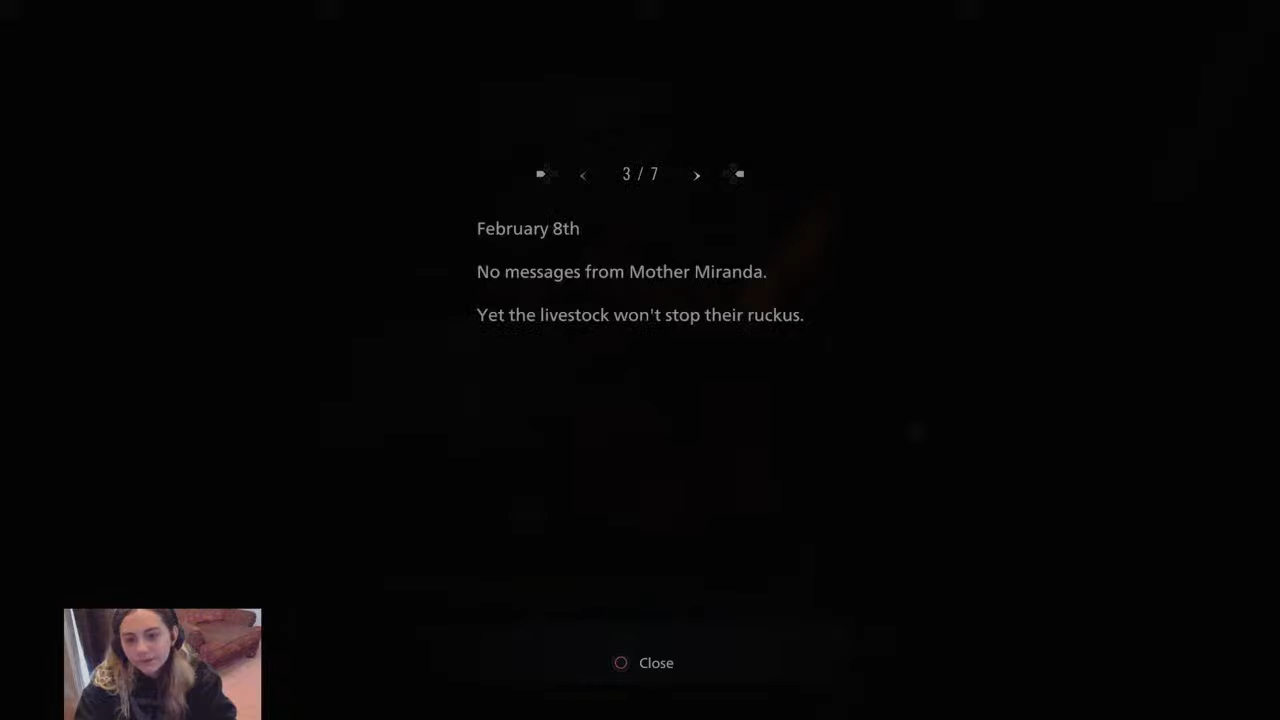 3 / 7
February 8th
No messages from Mother Miranda.
Yet the livestock won't stop their ruckus.
Close